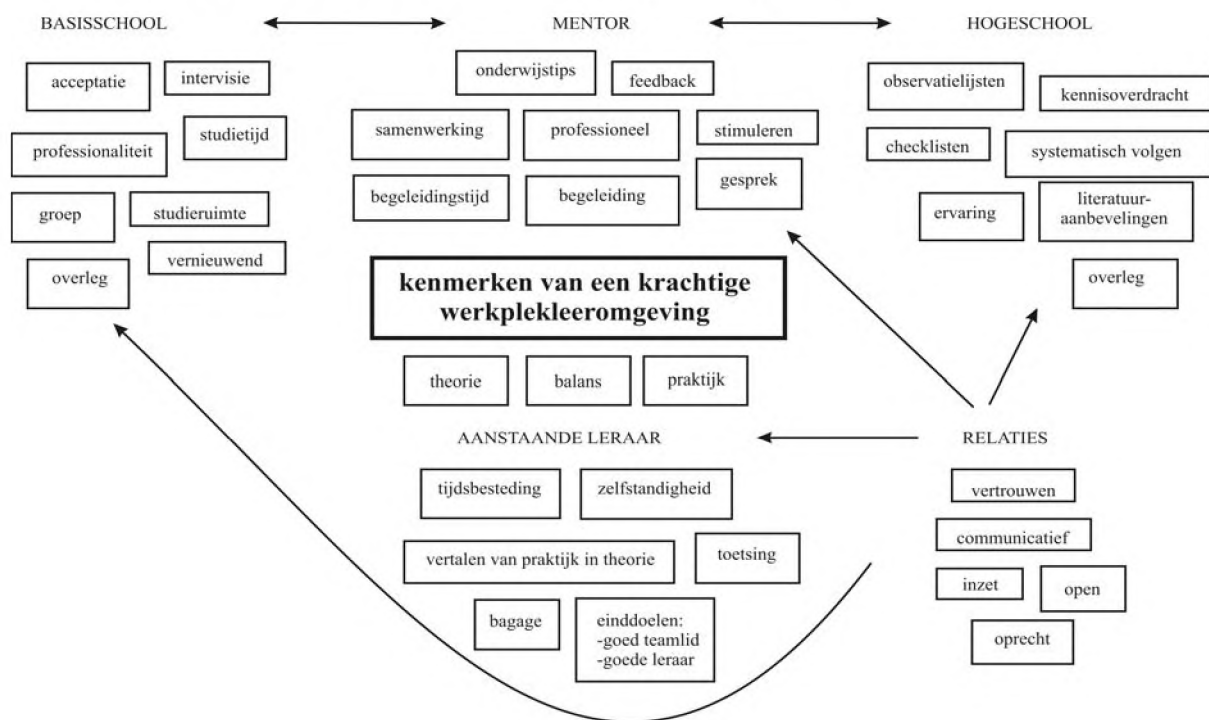 BASISSCHOOL
MENTOR
HOGESCHOOL
acceptatie
intervisie
professionaliteit
studietijd
groep
studieruimte
overleg
vernieuwend
onderwijstips
feedback
samenwerking
professioneel
stimuleren
begeleidingstijd
begeleiding
gesprek
observatielijsten
kennisoverdracht
checklisten
systematisch volgen
ervaring
literatuur-
aanbevelingen
overleg
kenmerken van een krachtige
werkplekleeromgeving
theorie
balans
praktijk
AANSTAANDE LERAAR
tijdsbesteding
zelfstandigheid
vertalen van praktijk in theorie
toetsing
bagage
einddoelen:
-goed teamlid
-goede leraar
RELATIES
vertrouwen
communicatief
inzet
open
oprecht